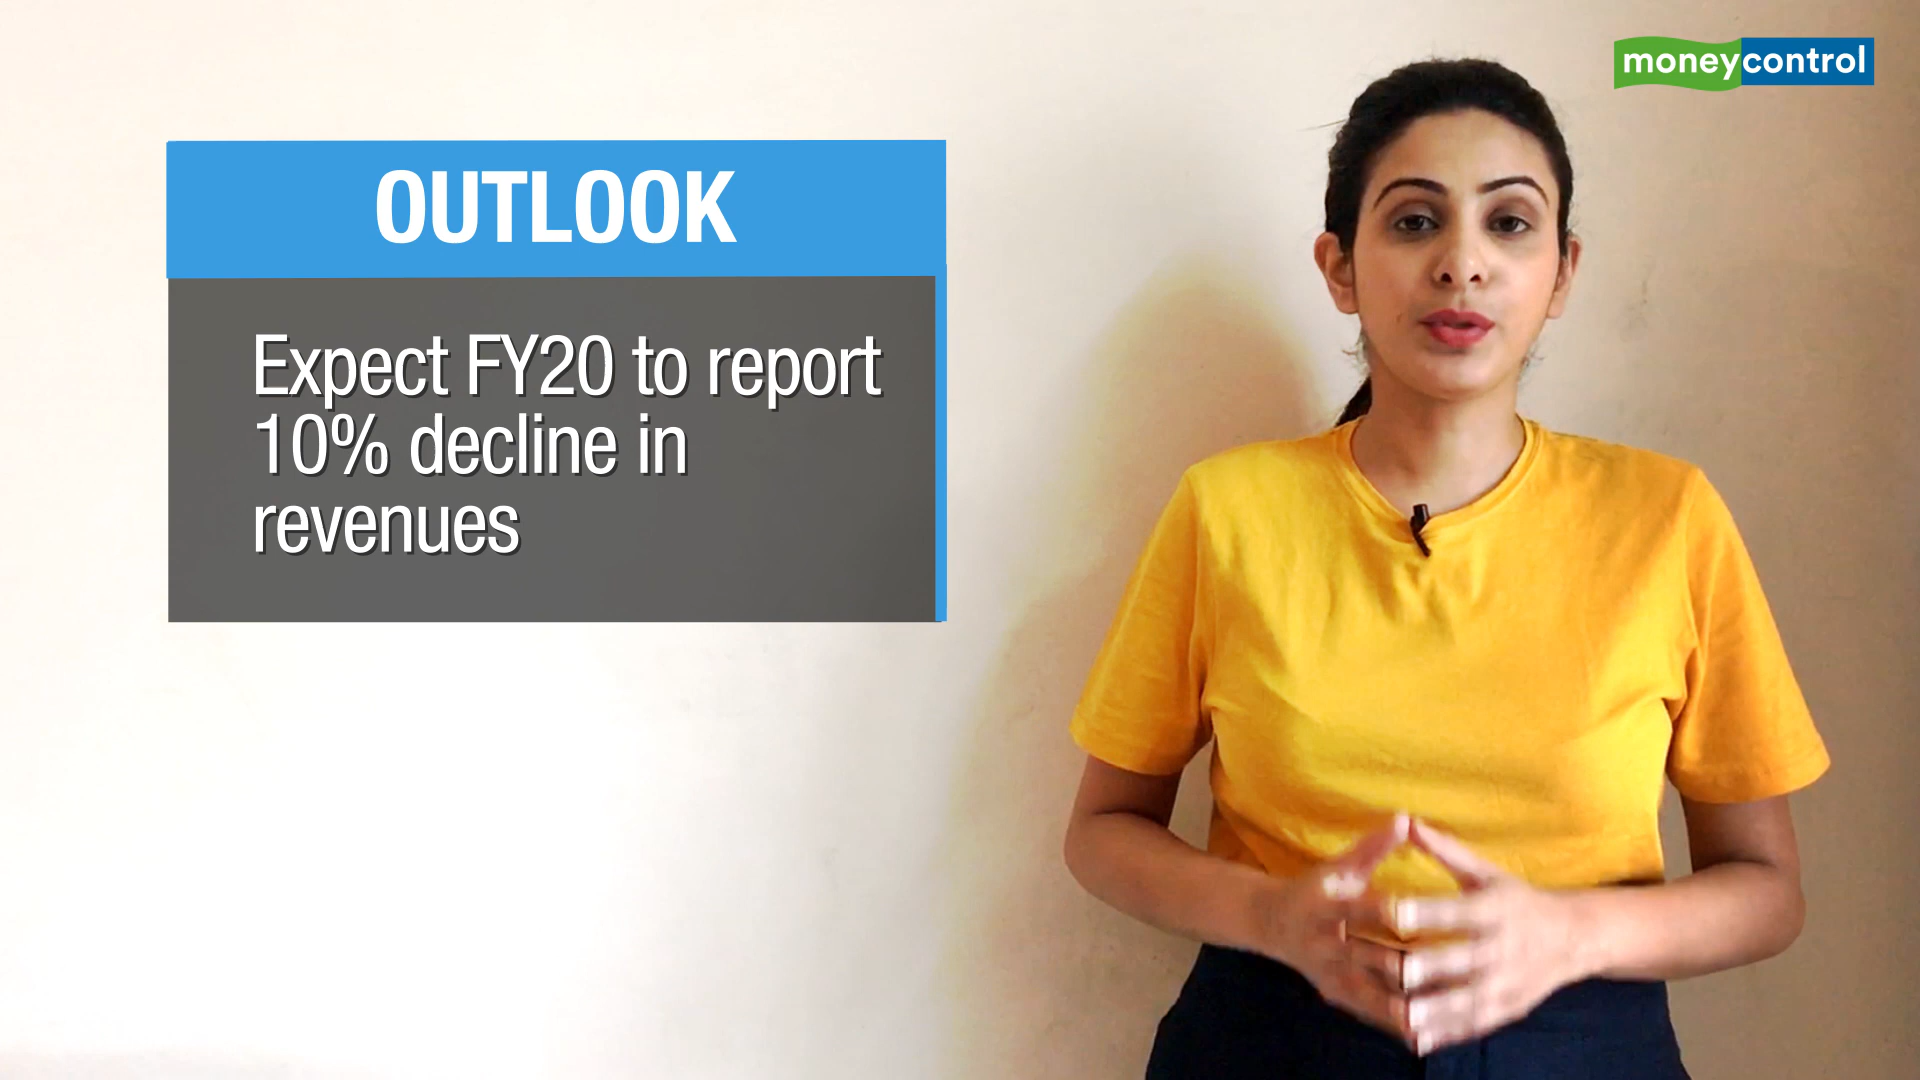 moneycontrol
OUTLOOK
Expect FY20 to report
10% decline in
revenues